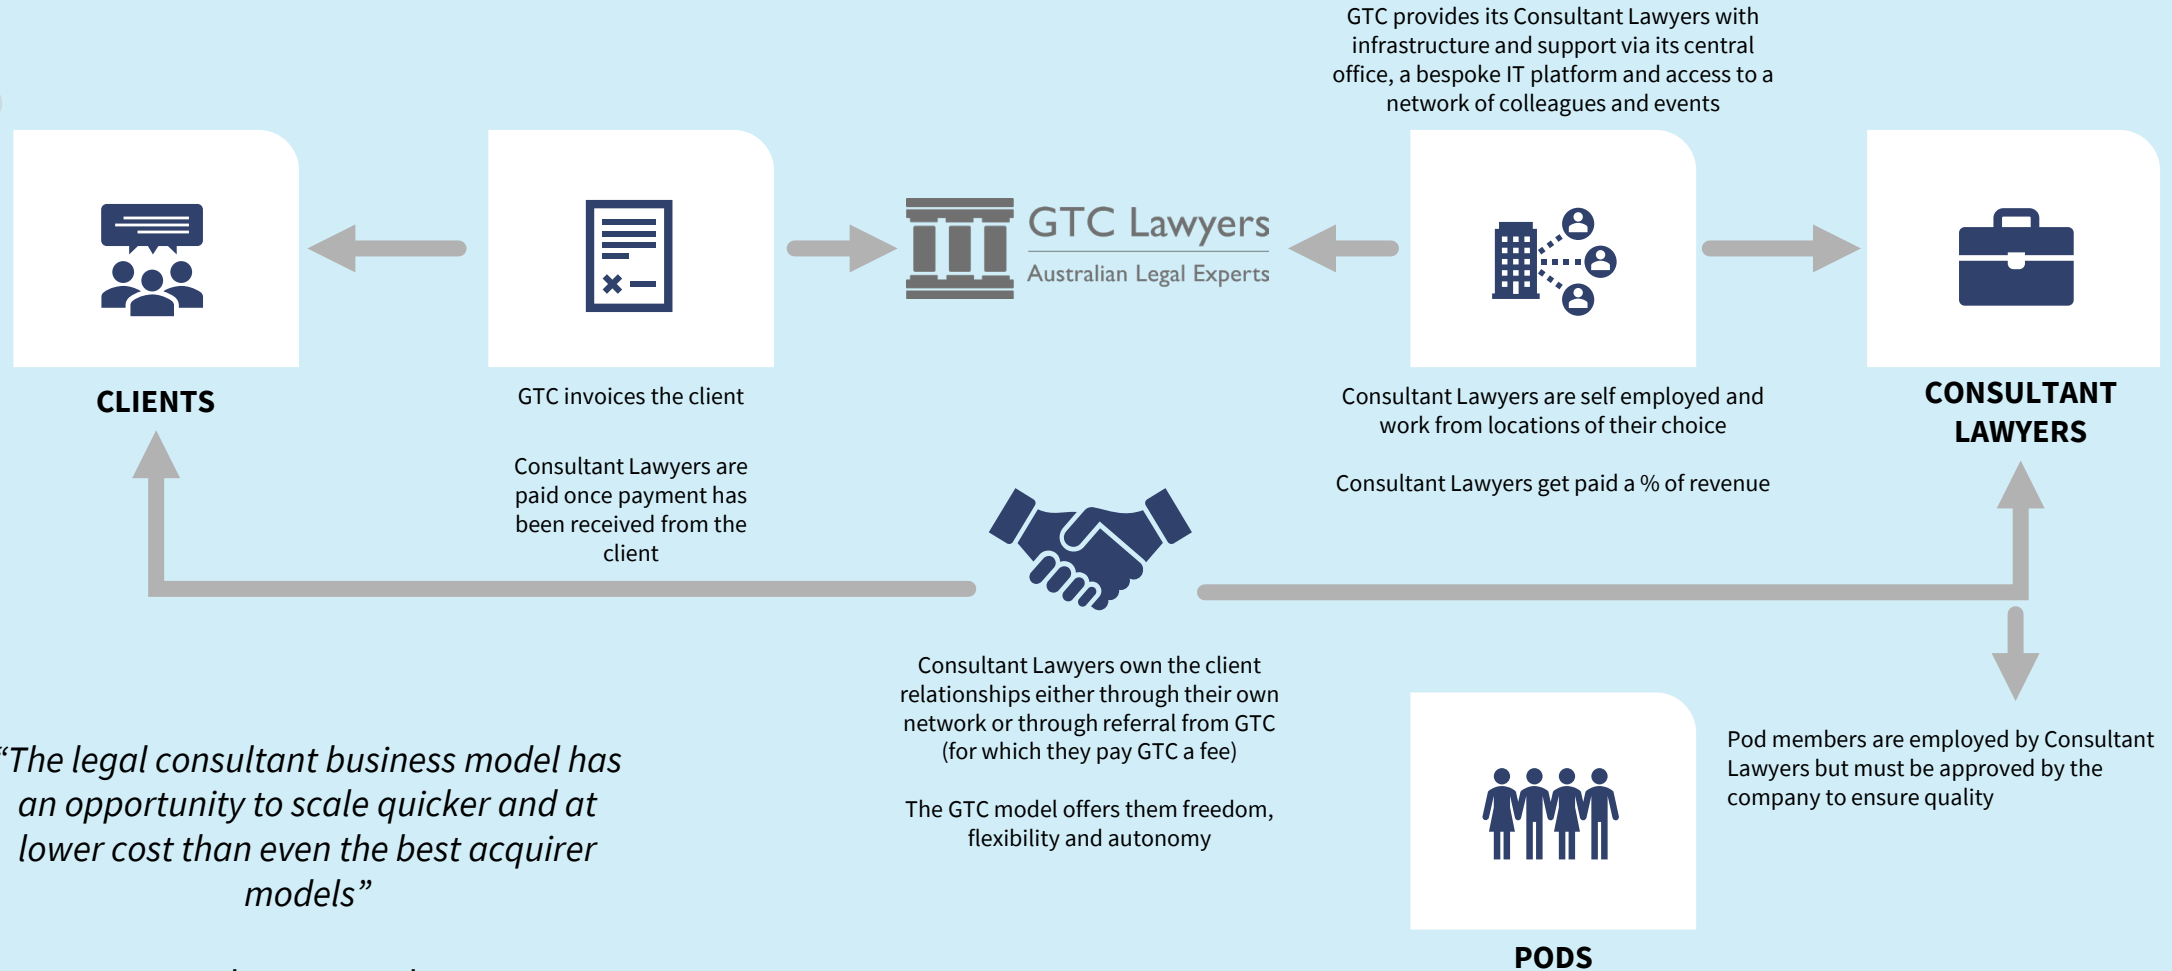 GTC provides its Consultant Lawyers with
infrastructure and support via its central
office, a bespoke IT platform and access to a
network of colleagues and events
GTC Lawyers
Australian Legal Experts
CLIENTS
GTC invoices the client
Consultant Lawyers are
paid once payment has
been received from the
client
Consultant Lawyers are self employed and
work from locations of their choice
Consultant Lawyers get paid a % of revenue
CONSULTANT
LAWYERS
Consultant Lawyers own the client
relationships either through their own
network or through referral from GTC
(for which they pay GTC a fee)
The GTC model offers them freedom,
flexibility and autonomy
Pod members are employed by Consultant
Lawyers but must be approved by the
company to ensure quality
“The legal consultant business model has
an opportunity to scale quicker and at
lower cost than even the best acquirer
models”
PODS